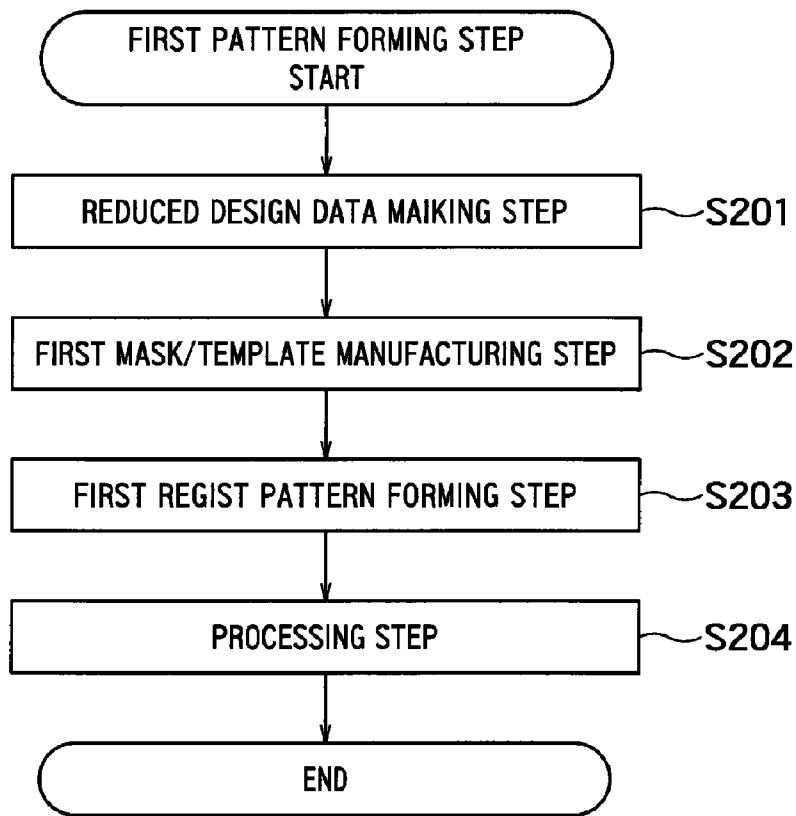 FIRST PATTERN FORMING STEP
START
REDUCED DESIGN DATA MAIKING STEP
S201
FIRST MASK/TEMPLATE MANUFACTURING STEP
S202
FIRST REGIST PATTERN FORMING STEP
S203
PROCESSING STEP
S204
END